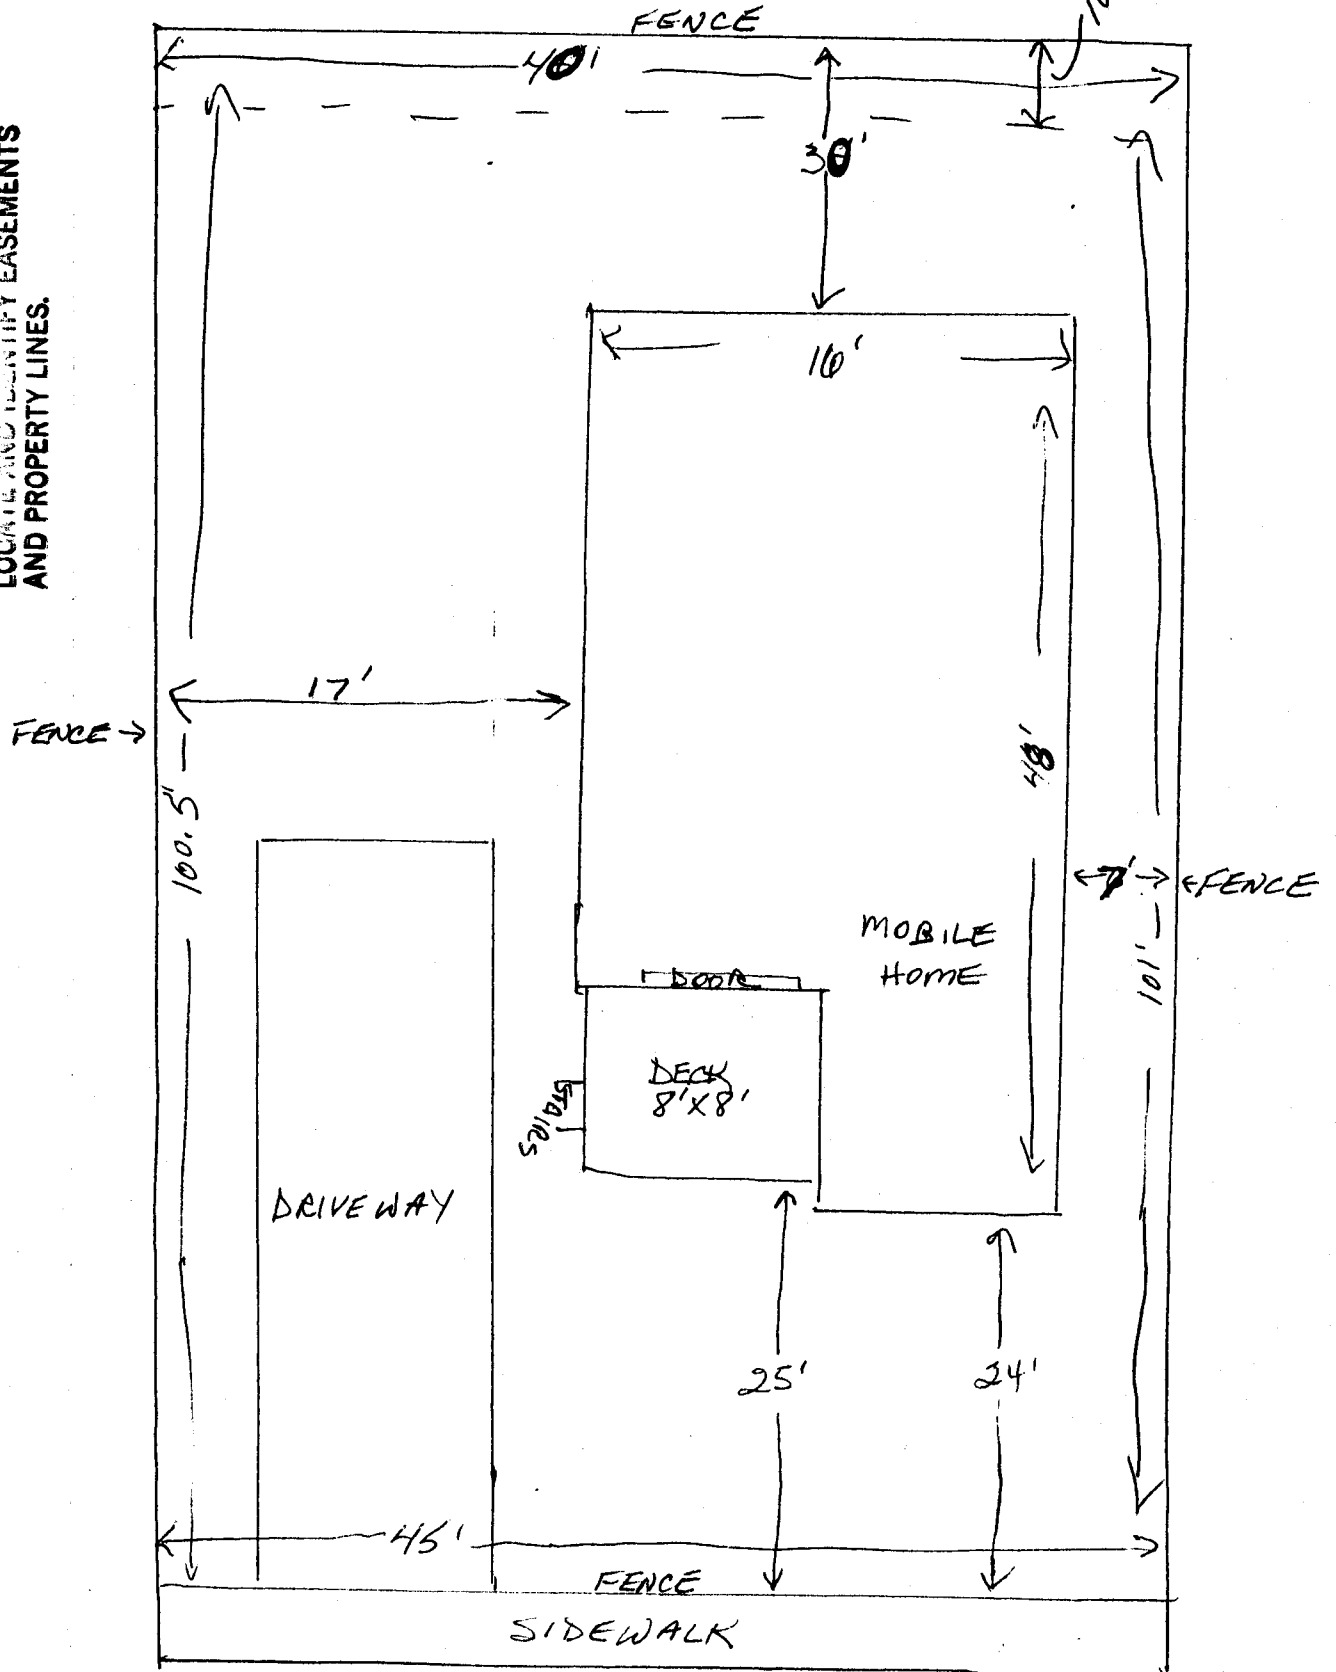 FENCE
40'
30'
LOCATE AND IDENTIFY EASEMENTS
AND PROPERTY LINES.
16'
17'
FENCE →
48'
100.5'
7'
←FENCE
MOBILE
HOME
101'
DOOR
DECK
8'X8'
STAIRS
DRIVEWAY
25'
24'
45'
FENCE
SIDEWALK